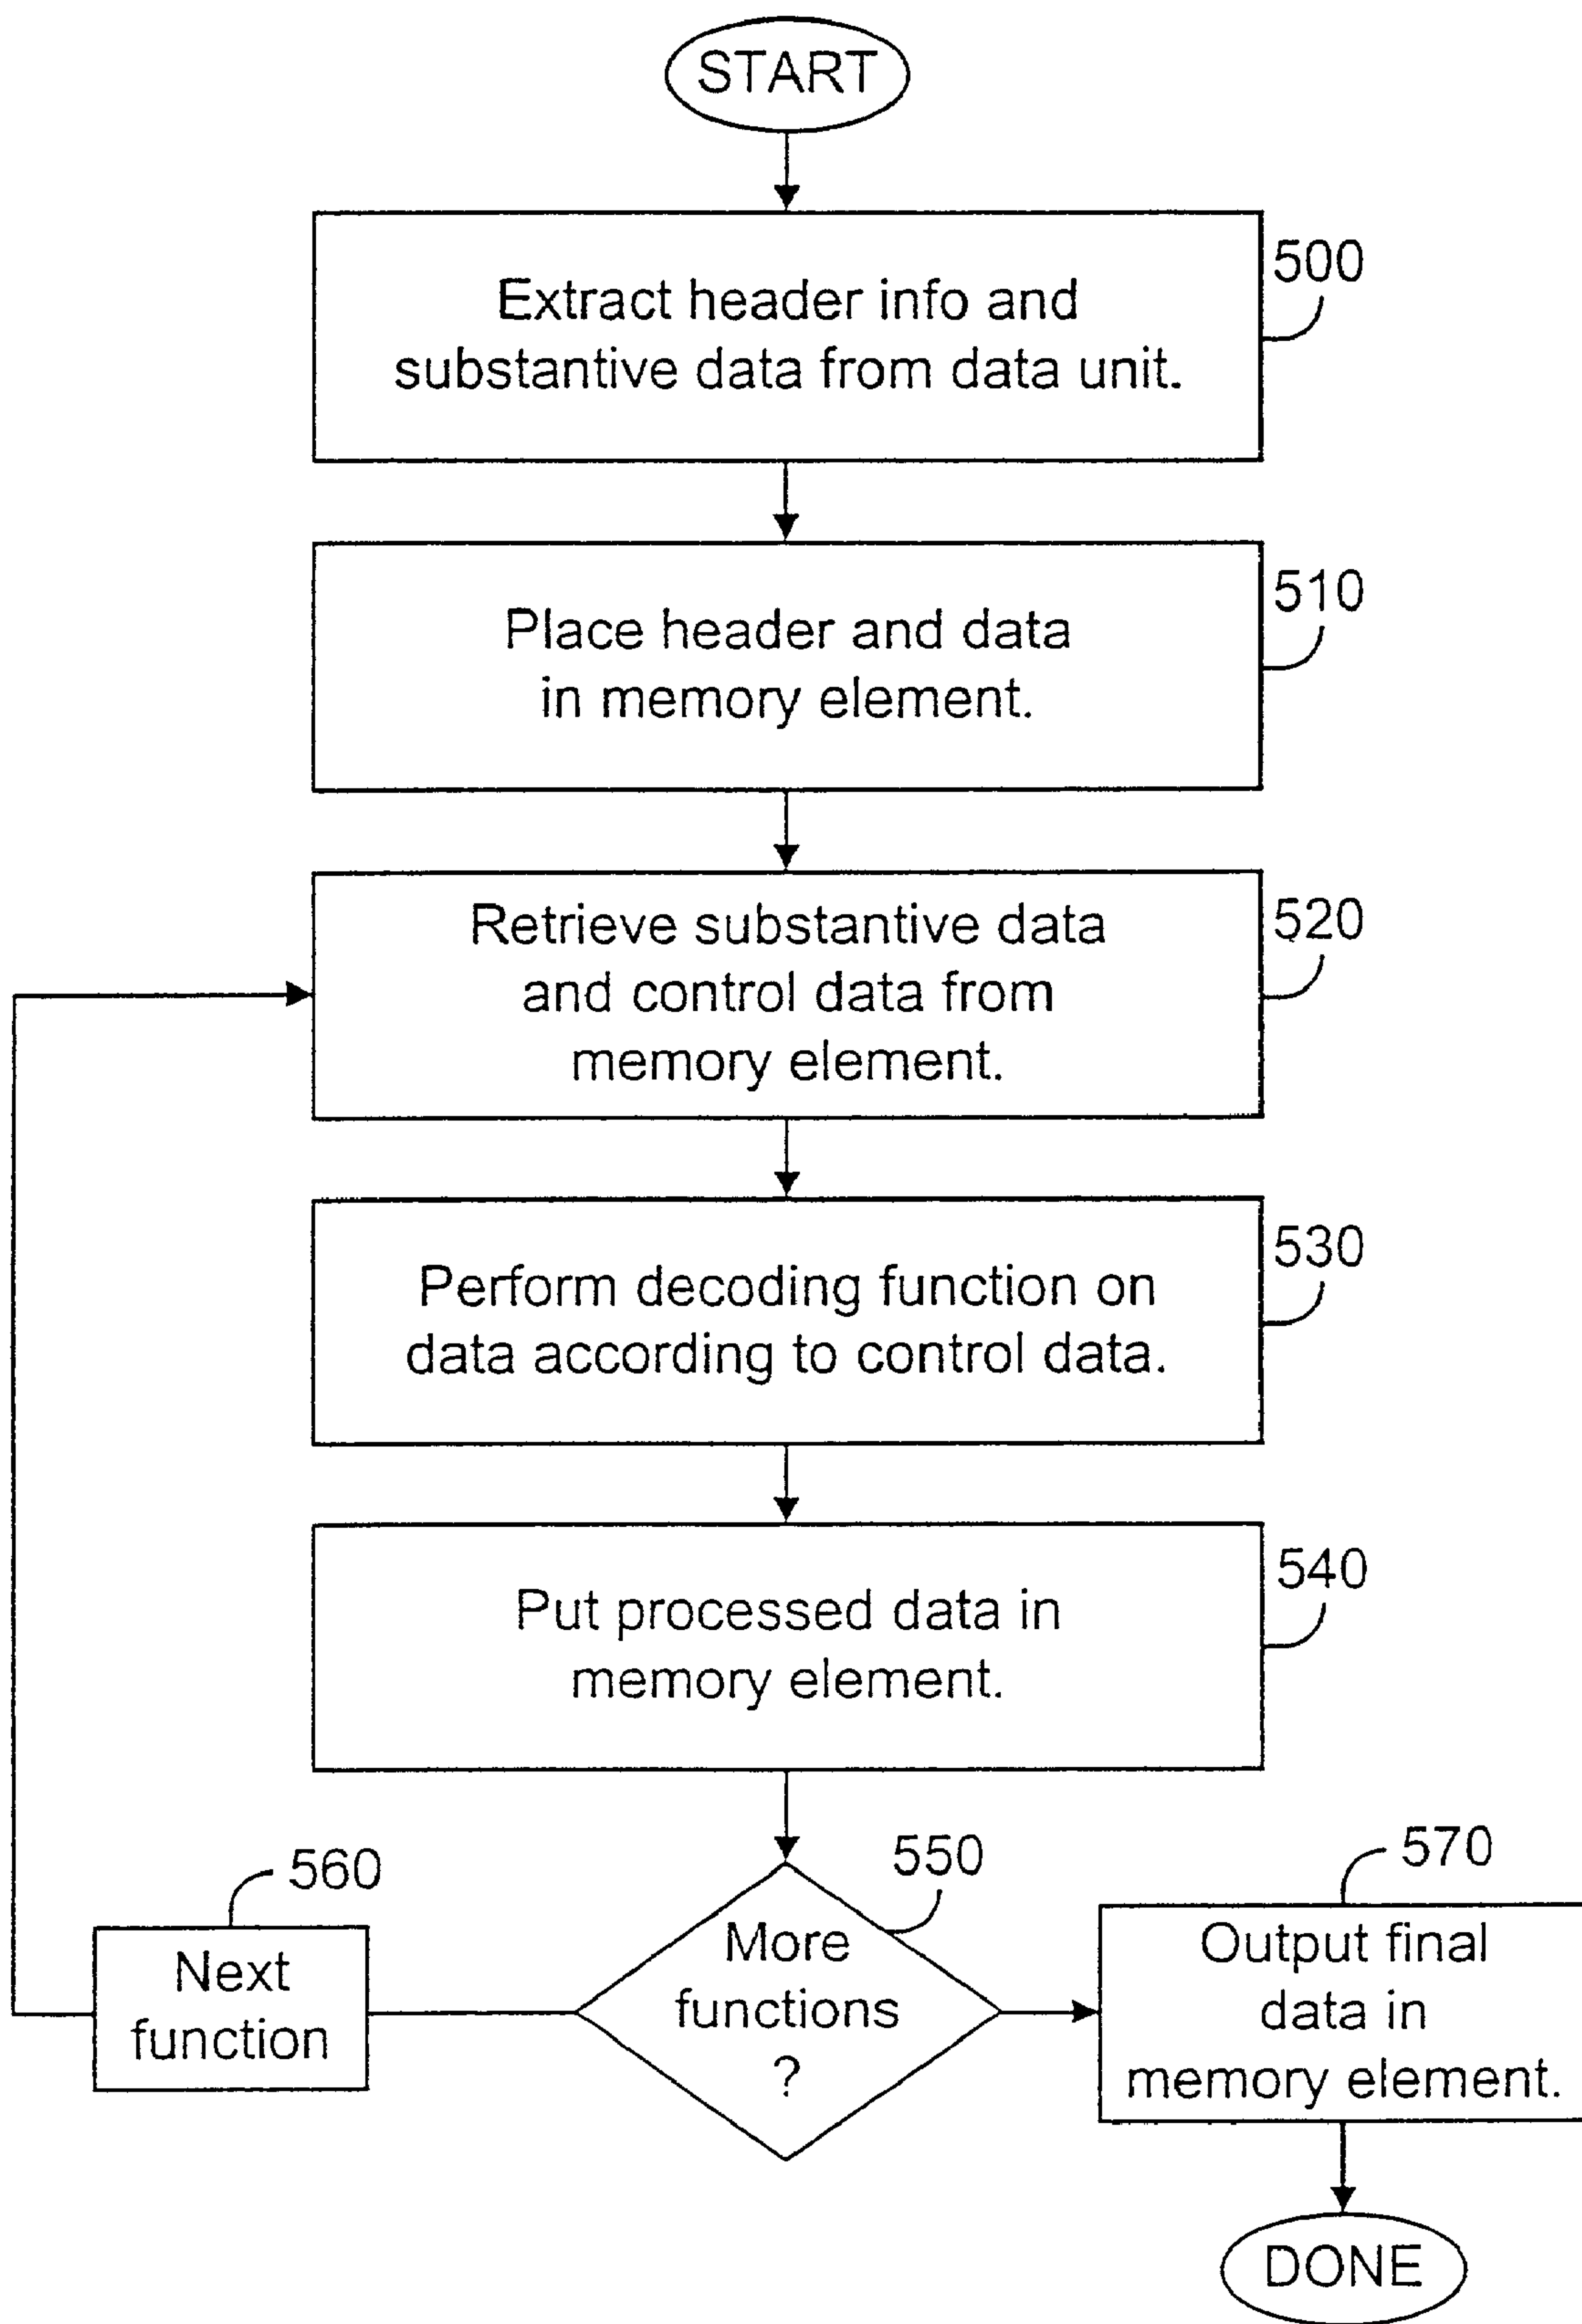 START
Extract header info and
substantive data from data unit.
500
Place header and data
in memory element.
510
Retrieve substantive data
and control data from
memory element.
520
Perform decoding function on
data according to control data.
530
Put processed data in
memory element.
540
560
Next
function
550
More
functions
?
570
Output final
data in
memory element.
DONE